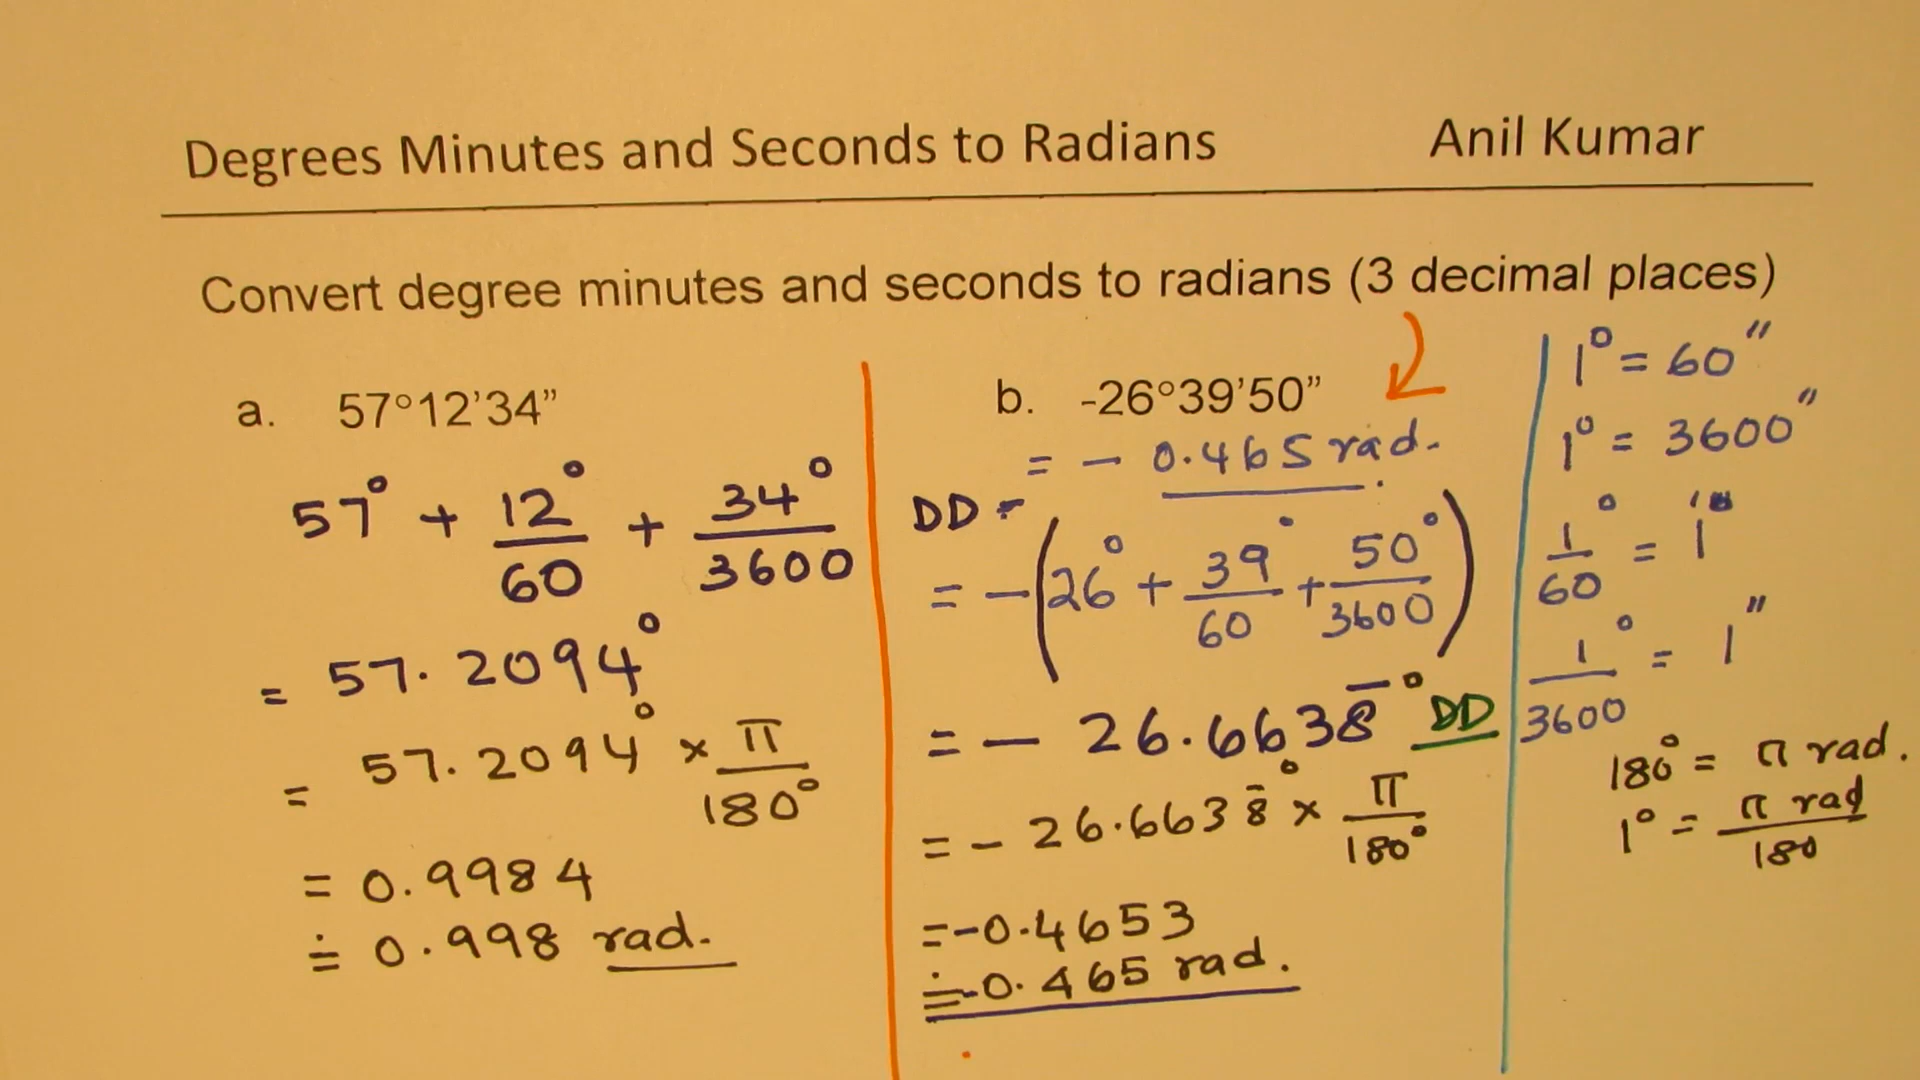 Degrees Minutes and Seconds to Radians Anil Kumar
Convert degree minutes and seconds to radians (3 decimal places)
a. 57°12'34"
57° + 12°/60 + 34°/3600
= 57.2094°
= 57.2094° × π/180°
= 0.9984
≐ 0.998 rad.
b. -26°39'50"
= - 0.465 rad.
DD =
= -(26° + 39°/60 + 50°/3600)
= - 26.6638̅° DD
= - 26.6638̅° × π/180°
= -0.4653
≐ -0.465 rad.
1° = 60"
1° = 3600"
1°/60 = 1'
1°/3600 = 1"
180° = π rad.
1° = π rad/180